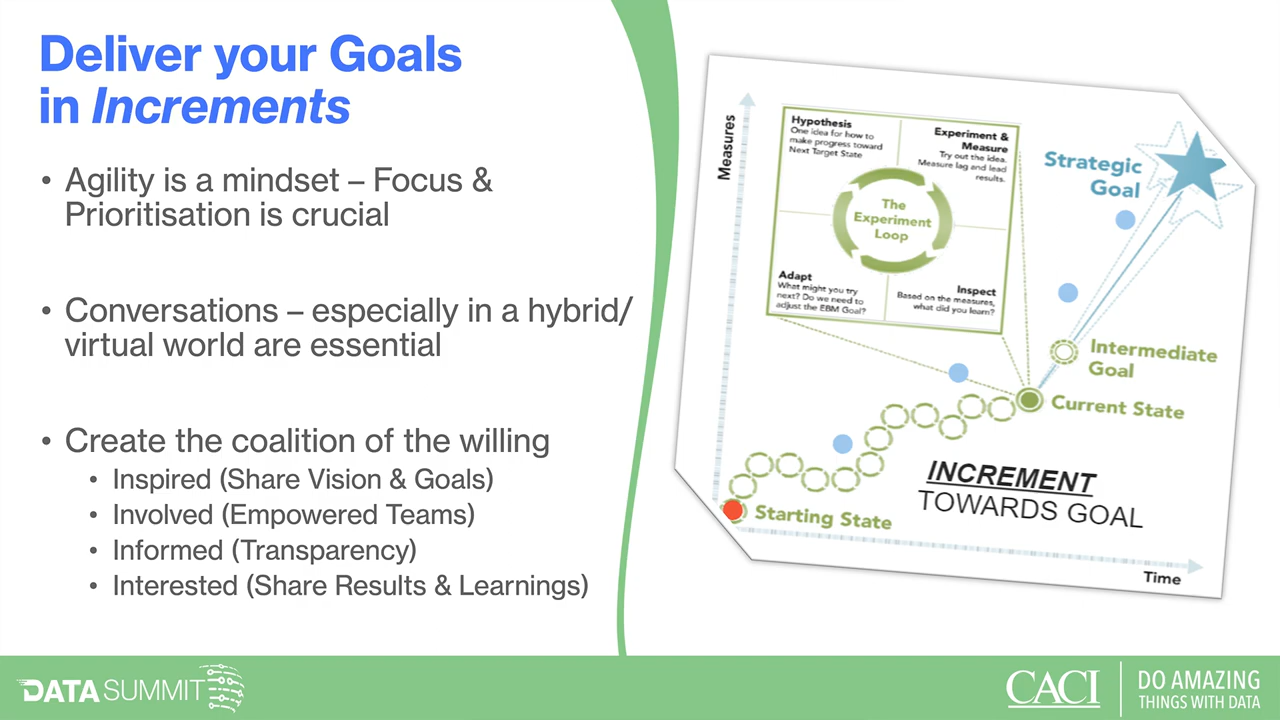 Deliver your Goals
in Increments
• Agility is a mindset – Focus &
Prioritisation is crucial
• Conversations – especially in a hybrid/
virtual world are essential
• Create the coalition of the willing
• Inspired (Share Vision & Goals)
• Involved (Empowered Teams)
• Informed (Transparency)
• Interested (Share Results & Learnings)
Measures
Hypothesis
One idea for how to
make progress toward
Next Target State
Experiment &
Measure
Try out the idea.
Measure lag and lead
results.
The
Experiment
Loop
Adapt
What might you try
next? Do we need to
adjust the EBM Goal?
Inspect
Based on the measures,
what did you learn?
Strategic
Goal
Intermediate
Goal
Current State
INCREMENT
TOWARDS GOAL
Starting State
Time
DATA SUMMIT
CACI
DO AMAZING
THINGS WITH DATA